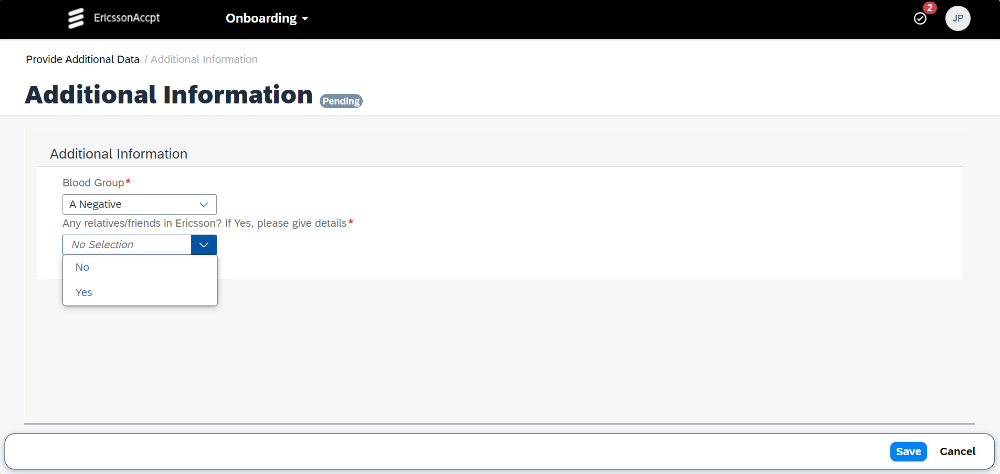 EricssonAccpt
Onboarding
2
JP
Provide Additional Data / Additional Information
Additional Information Pending
Additional Information
Blood Group*
A Negative
Any relatives/friends in Ericsson? If Yes, please give details*
No Selection
No
Yes
Save Cancel